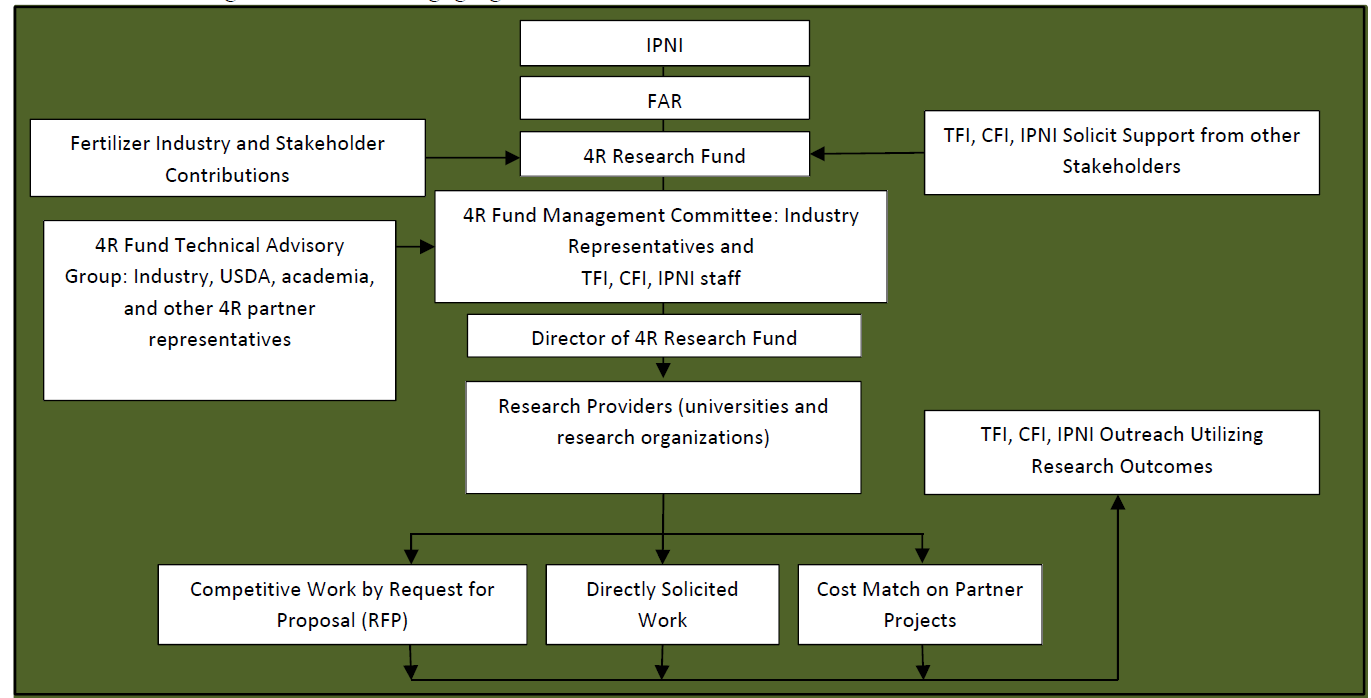 IPNI
FAR
Fertilizer Industry and Stakeholder
Contributions
4R Research Fund
TFI, CFI, IPNI Solicit Support from other
Stakeholders
4R Fund Technical Advisory
Group: Industry, USDA, academia,
and other 4R partner
representatives
4R Fund Management Committee: Industry
Representatives and
TFI, CFI, IPNI staff
Director of 4R Research Fund
Research Providers (universities and
research organizations)
TFI, CFI, IPNI Outreach Utilizing
Research Outcomes
Competitive Work by Request for
Proposal (RFP)
Directly Solicited
Work
Cost Match on Partner
Projects